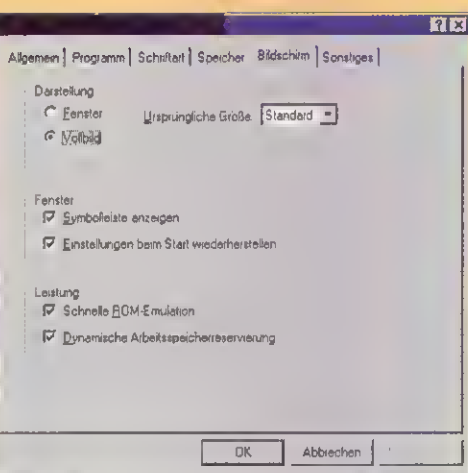 Allgemein Programm Schriftart Speicher Bildschirm Sonstiges
Darstellung
Fenster Ursprüngliche Größe: Standard
Vollbild
Fenster
Symbolleiste anzeigen
Einstellungen beim Start wiederherstellen
Leistung
Schnelle ROM-Emulation
Dynamische Arbeitsspeicherreservierung
OK Abbrechen